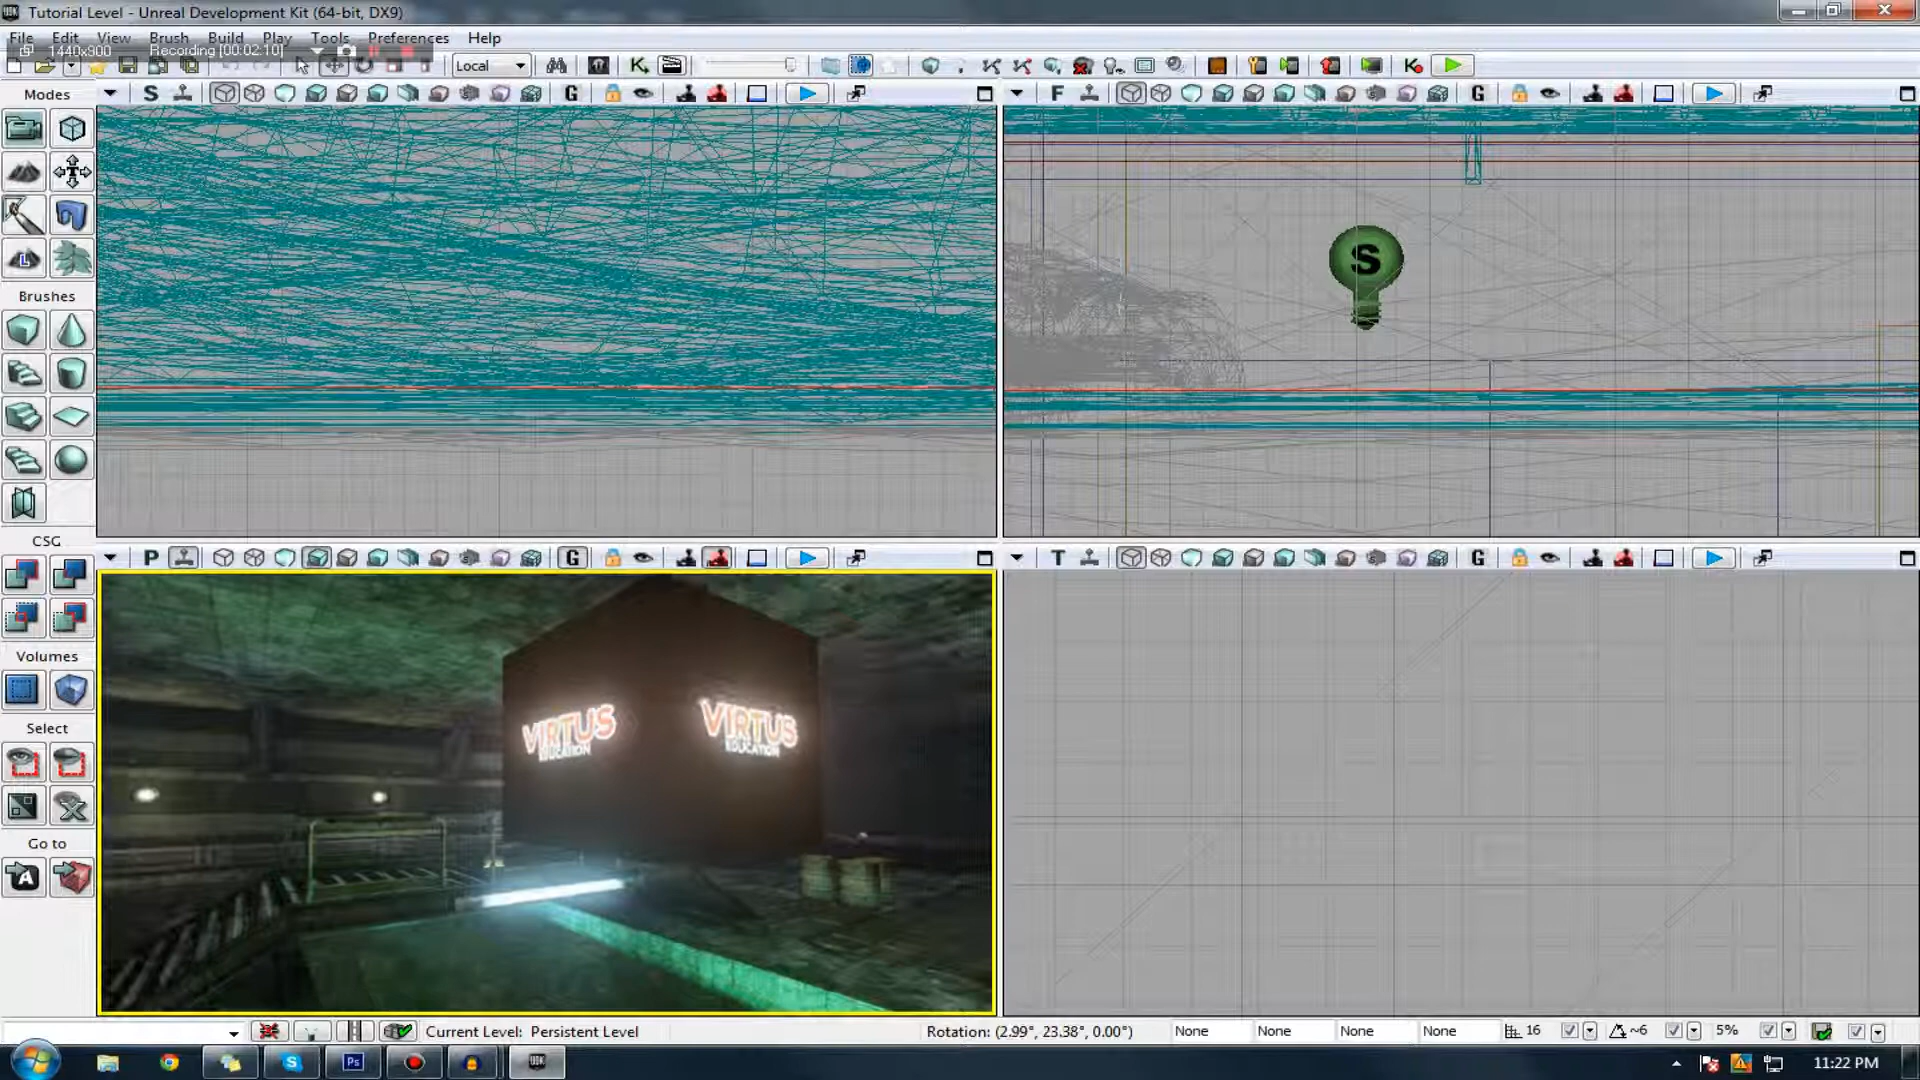 Tutorial Level - Unreal Development Kit (64-bit, DX9)
File Edit View Brush Build Play Tools Preferences Help
1440x900 Recording [00:02:10]
Local
Modes
S G
F G
S
Brushes
CSG
P G
T G
Volumes
Select
Go to
VIRTUS
EDUCATION
VIRTUS
EDUCATION
Current Level: Persistent Level
Rotation: (2.99°, 23.38°, 0.00°)
None None None None
16 ~6 5%
Ps
11:22 PM